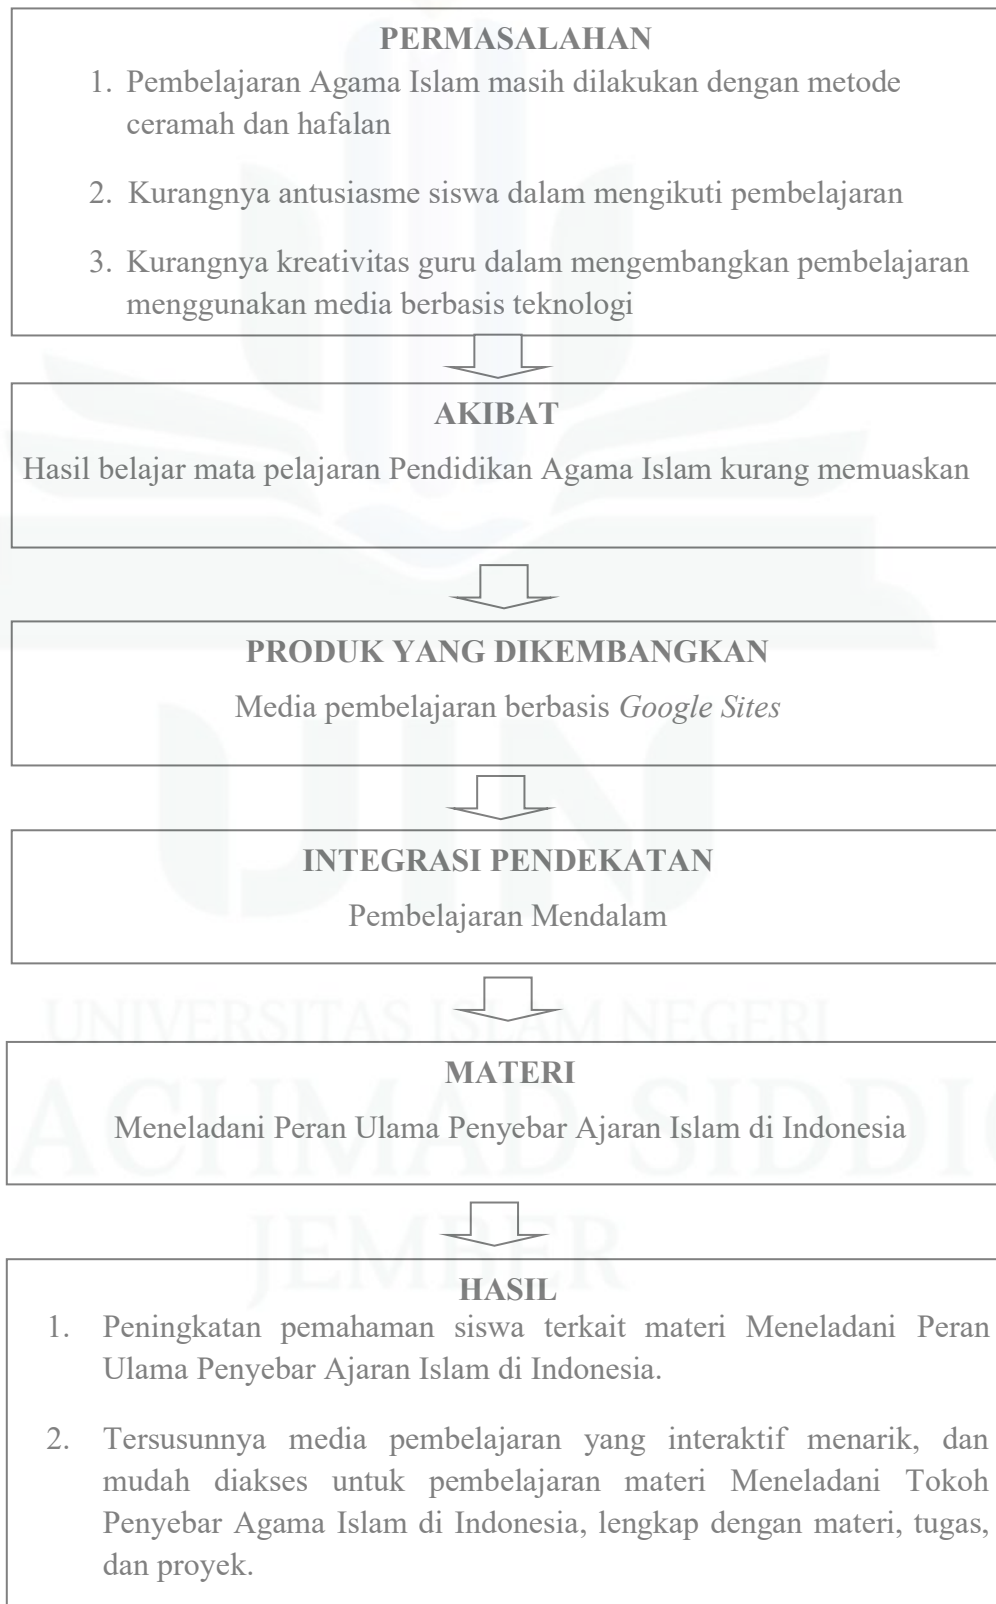 PERMASALAHAN
1. Pembelajaran Agama Islam masih dilakukan dengan metode
ceramah dan hafalan
2. Kurangnya antusiasme siswa dalam mengikuti pembelajaran
3. Kurangnya kreativitas guru dalam mengembangkan pembelajaran
menggunakan media berbasis teknologi
AKIBAT
Hasil belajar mata pelajaran Pendidikan Agama Islam kurang memuaskan
PRODUK YANG DIKEMBANGKAN
Media pembelajaran berbasis Google Sites
UIN
INTEGRASI PENDEKATAN
Pembelajaran Mendalam
UNIVERSITAS ISLAM NEGERI
MATERI
Meneladani Peran Ulama Penyebar Ajaran Islam di Indonesia
ACHMAD SIDDI
JEMBER
HASIL
1. Peningkatan pemahaman siswa terkait materi Meneladani Peran
Ulama Penyebar Ajaran Islam di Indonesia.
2. Tersusunnya media pembelajaran yang interaktif menarik, dan
mudah diakses untuk pembelajaran materi Meneladani Tokoh
Penyebar Agama Islam di Indonesia, lengkap dengan materi, tugas,
dan proyek.